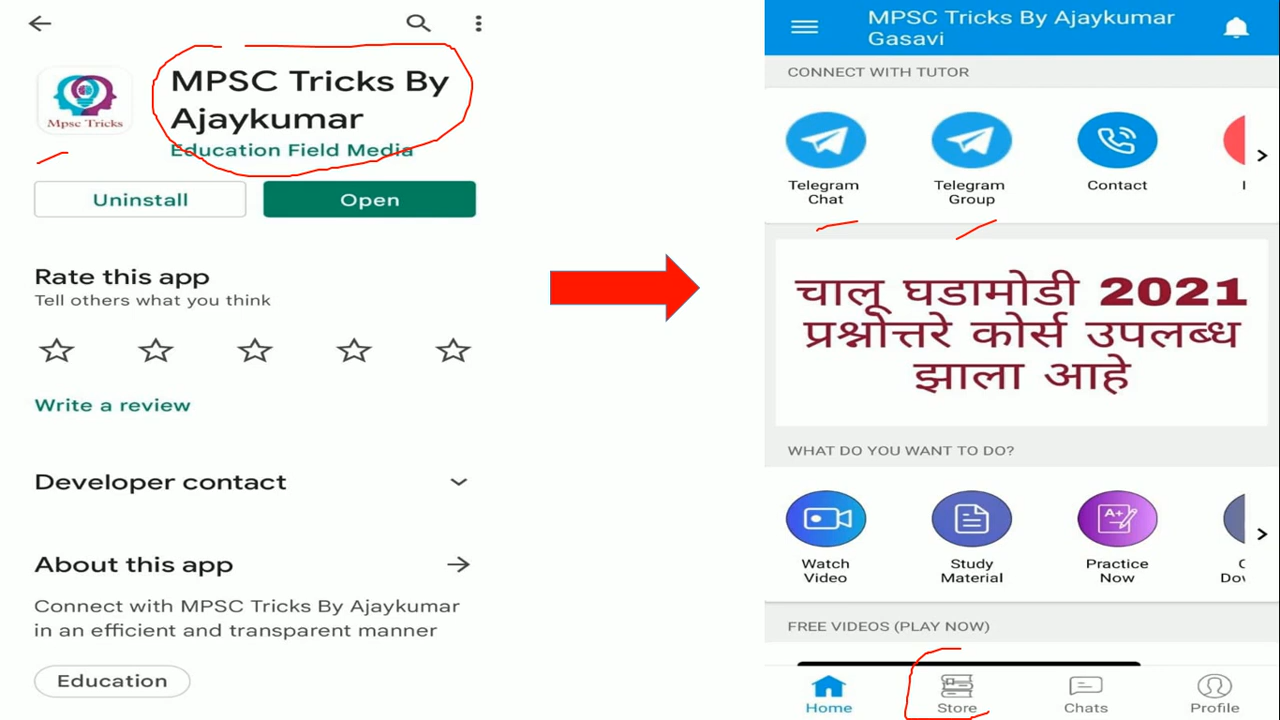 MPSC Tricks By
Ajaykumar
Mpsc Tricks
Education Field Media
Uninstall
Open
Rate this app
Tell others what you think
Write a review
Developer contact
About this app
Connect with MPSC Tricks By Ajaykumar
in an efficient and transparent manner
Education
MPSC Tricks By Ajaykumar
Gasavi
CONNECT WITH TUTOR
Telegram
Chat
Telegram
Group
Contact
चालू घडामोडी 2021
प्रश्नोत्तरे कोर्स उपलब्ध
झाला आहे
WHAT DO YOU WANT TO DO?
Watch
Video
Study
Material
Practice
Now
A+
FREE VIDEOS (PLAY NOW)
Home
Store
Chats
Profile